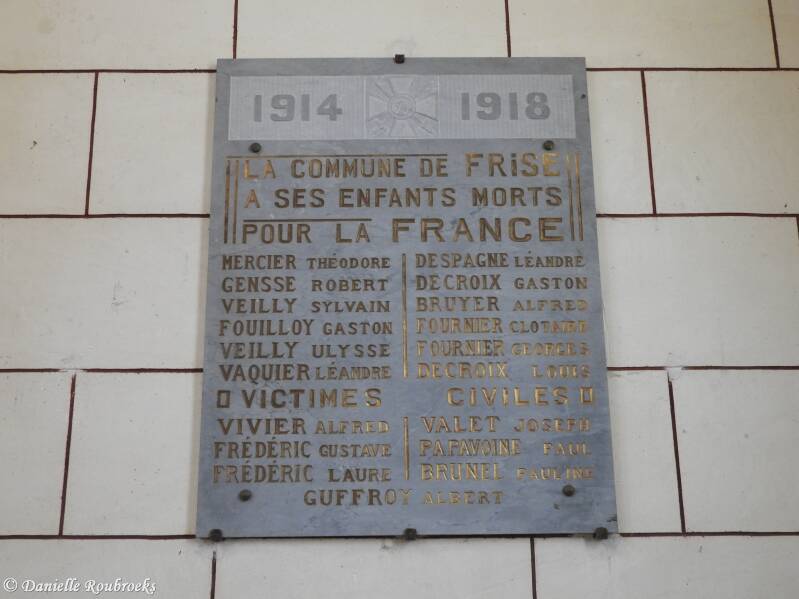 1914 1918
LA COMMUNE DE FRISE
A SES ENFANTS MORTS
POUR LA FRANCE
MERCIER THÉODORE DESPAGNE LÉANDRE
GENSSE ROBERT DECROIX GASTON
VEILLY SYLVAIN BRUYER ALFRED
FOUILLOY GASTON FOURNIER CLOTAIRE
VEILLY ULYSSE FOURNIER GEORGES
VAQUIER LÉANDRE DECROIX LOUIS
VICTIMES CIVILES
VIVIER ALFRED VALET JOSEPH
FRÉDÉRIC GUSTAVE PAPAVOINE PAUL
FRÉDÉRIC LAURE BRUNEL PAULINE
GUFFROY ALBERT
© Danielle Roubroeks